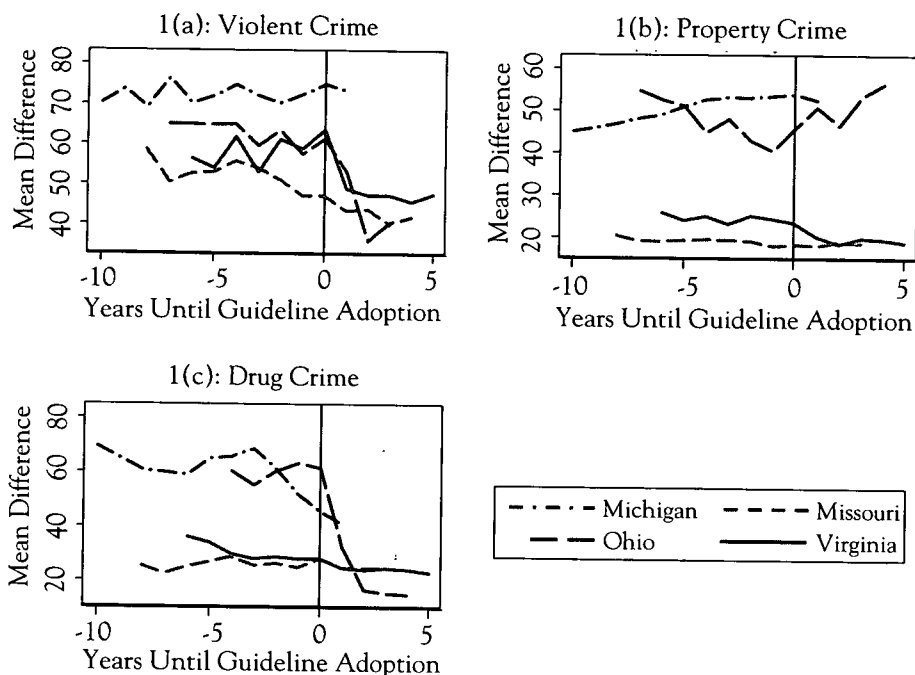 1(a): Violent Crime
Mean Difference
80
70
60
50
40
-10
-5
0
5
Years Until Guideline Adoption
1(b): Property Crime
Mean Difference
60
50
40
30
20
-10
-5
0
5
Years Until Guideline Adoption
1(c): Drug Crime
Mean Difference
80
60
40
20
-10
-5
0
5
Years Until Guideline Adoption
Michigan
Missouri
Ohio
Virginia